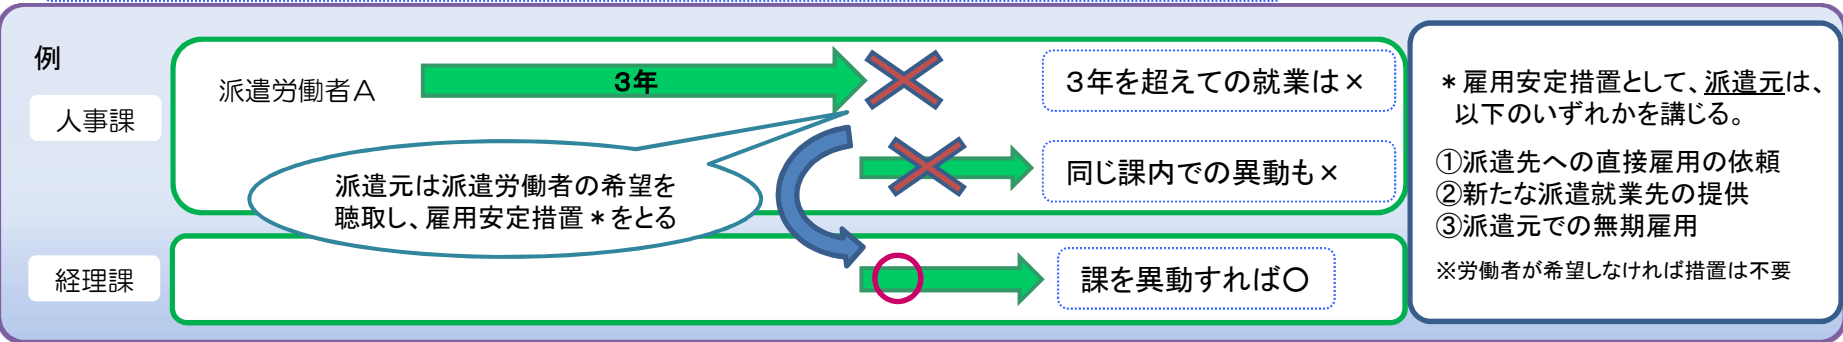 例
人事課
派遣労働者A
3年
3年を超えての就業は×
同じ課内での異動も×
派遣元は派遣労働者の希望を
聴取し、雇用安定措置＊をとる
経理課
課を異動すれば〇
＊雇用安定措置として、派遣元は、
以下のいずれかを講じる。
①派遣先への直接雇用の依頼
②新たな派遣就業先の提供
③派遣元での無期雇用
※労働者が希望しなければ措置は不要